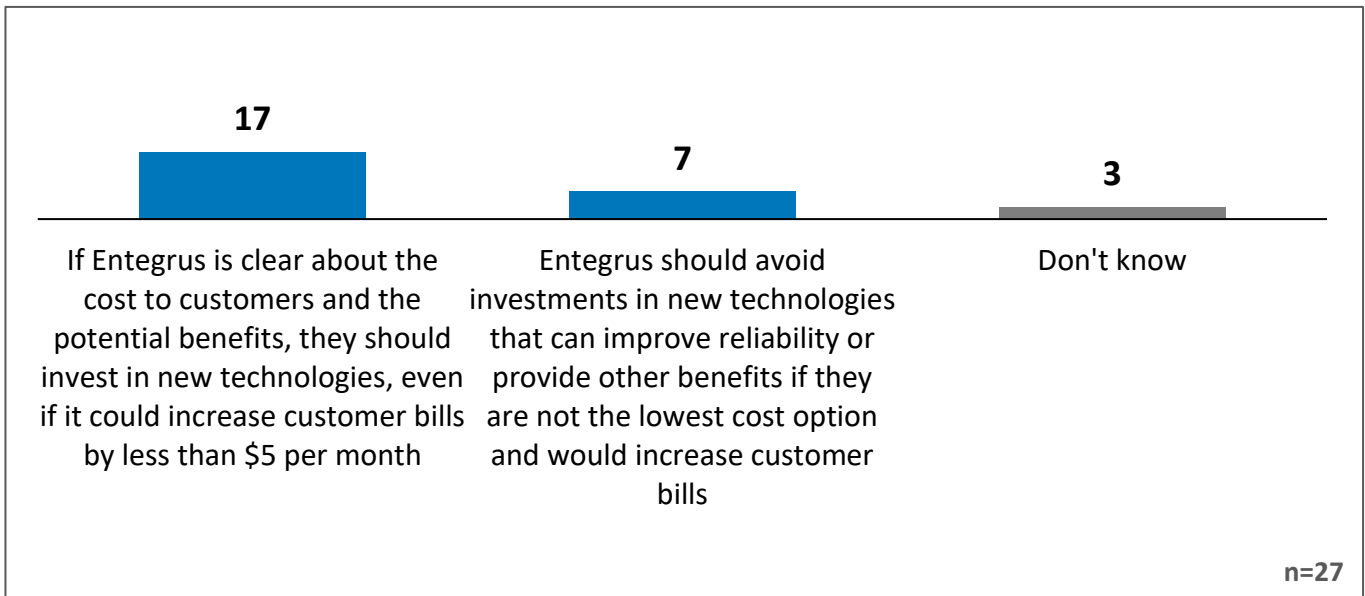 17
7
3
If Entegrus is clear about the
cost to customers and the
potential benefits, they should
invest in new technologies, even
if it could increase customer bills
by less than $5 per month
Entegrus should avoid
investments in new technologies
that can improve reliability or
provide other benefits if they
are not the lowest cost option
and would increase customer
bills
Don't know
n=27